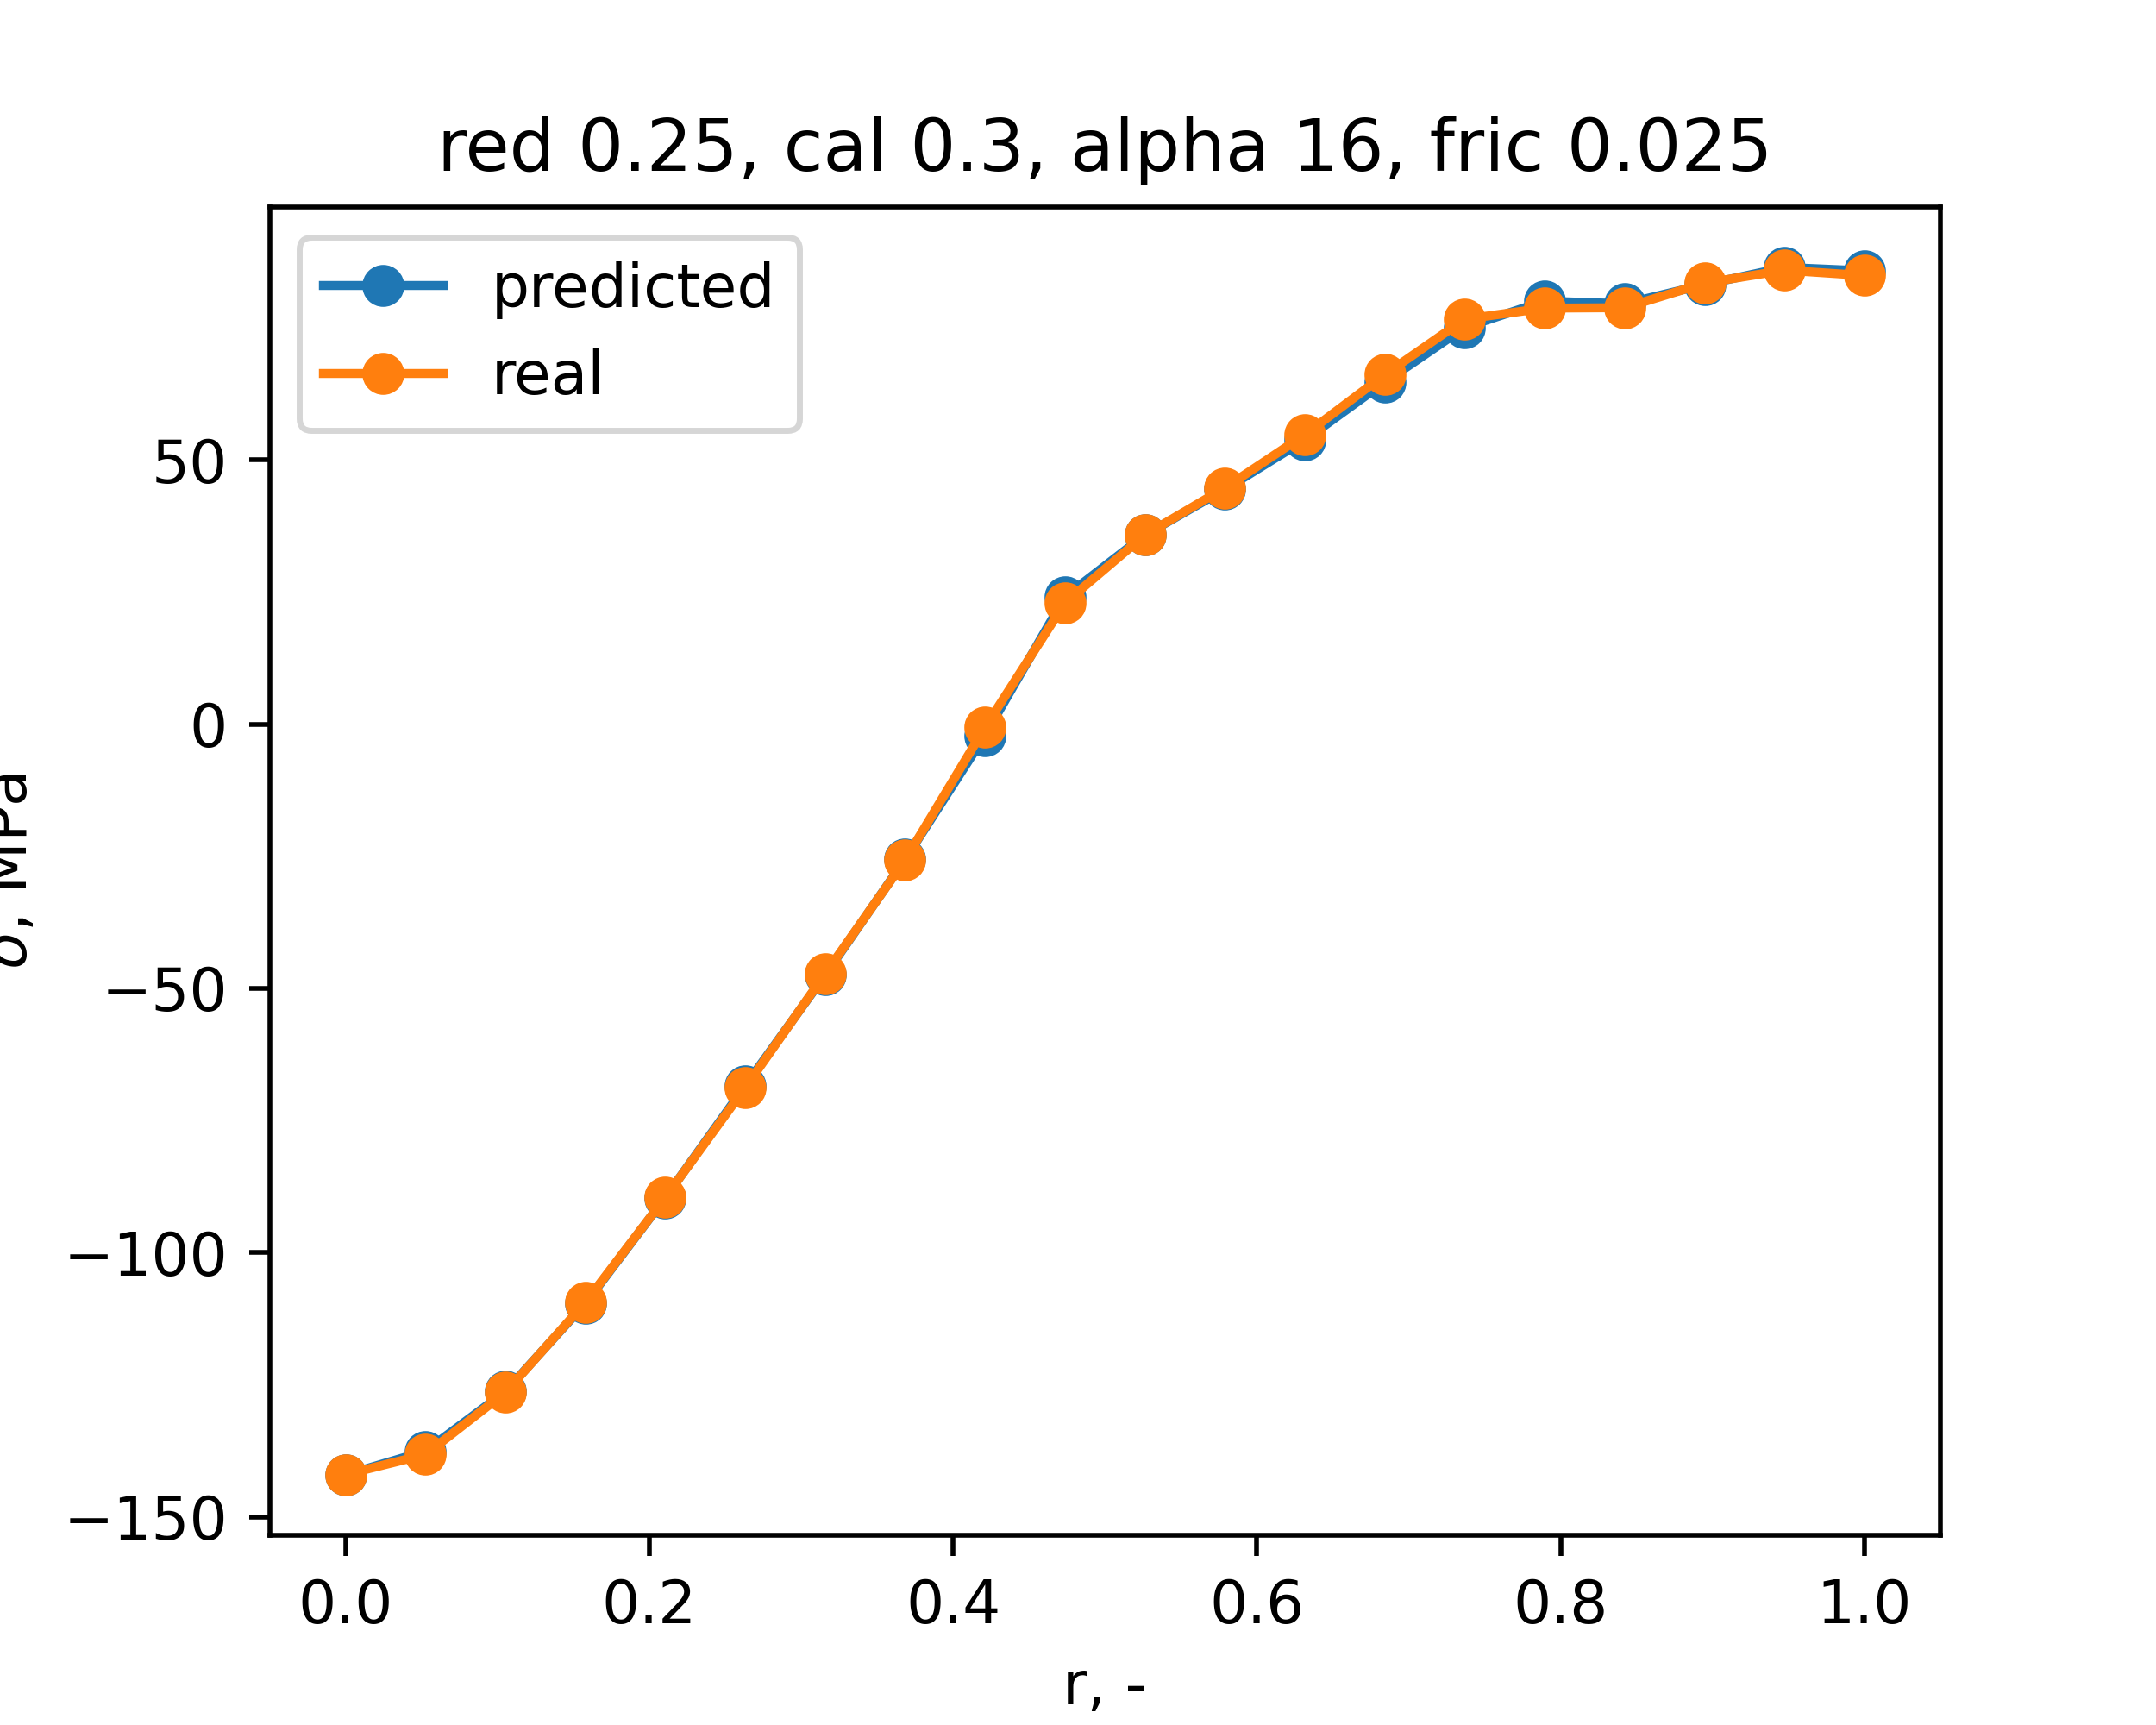 red 0.25, cal 0.3, alpha 16, fric 0.025
predicted
real
50
0
−50
−100
−150
σ, MPa
0.0 0.2 0.4 0.6 0.8 1.0
r, -